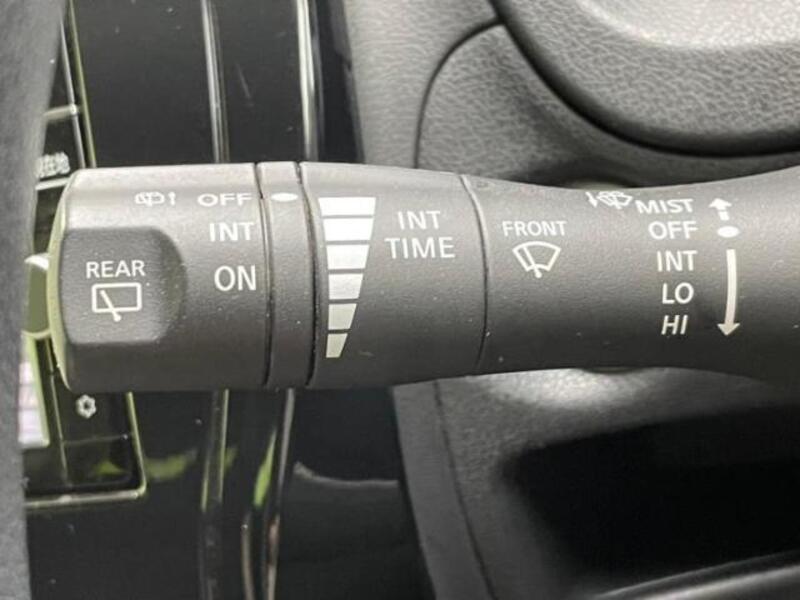 REAR
OFF
INT
ON
INT
TIME
FRONT
MIST
OFF
INT
LO
HI